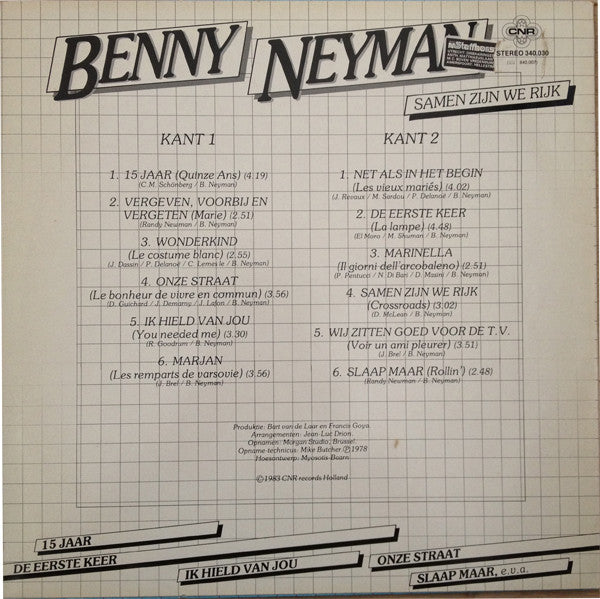 BENNY NEYMAN
CNR
STEREO 340.030
SAMEN ZIJN WE RIJK
KANT 1
1. 15 JAAR (Quinze Ans) (4.19)
(C.M. Schönberg / B. Neyman)
2. VERGEVEN, VOORBIJ EN
VERGETEN (Marie) (2.51)
(Randy Newman / B. Neyman)
3. WONDERKIND
(Le costume blanc) (2.55)
(J. Dassin / P. Delanoë / C. Lemesle / B. Neyman)
4. ONZE STRAAT
(Le bonheur de vivre en commun) (3.56)
(D. Guichard / J. Demarny / J. Lafon / B. Neyman)
5. IK HIELD VAN JOU
(You needed me) (3.30)
(R. Goodrum / B. Neyman)
6. MARJAN
(Les remparts de varsovie) (3.56)
(J. Brel / B. Neyman)
KANT 2
1. NET ALS IN HET BEGIN
(Les vieux mariés) (4.02)
(J. Revaux / M. Sardou / P. Delanoë / B. Neyman)
2. DE EERSTE KEER
(La lampe) (4.48)
(El Moro / M. Shuman / B. Neyman)
3. MARINELLA
(Il giorni dell'arcobaleno) (2.51)
(P. Pentucci / N. Di Bari / D. Masini / B. Neyman)
4. SAMEN ZIJN WE RIJK
(Crossroads) (3.02)
(D. McLean / B. Neyman)
5. WIJ ZITTEN GOED VOOR DE T.V.
(Voir un ami pleurer) (3.51)
(J. Brel / B. Neyman)
6. SLAAP MAAR (Rollin') (2.48)
(Randy Newman / B. Neyman)
Produktie: Bart van de Laar en Francis Goya.
Arrangementen: Jean-Luc Drion.
Opnamen: Morgan Studio, Brussel.
Opname-technicus: Mike Butcher Ⓟ 1978
Hoesontwerp: Myosotis-Baarn
©1983 CNR records Holland
15 JAAR
DE EERSTE KEER
IK HIELD VAN JOU
ONZE STRAAT
SLAAP MAAR, e.v.a.